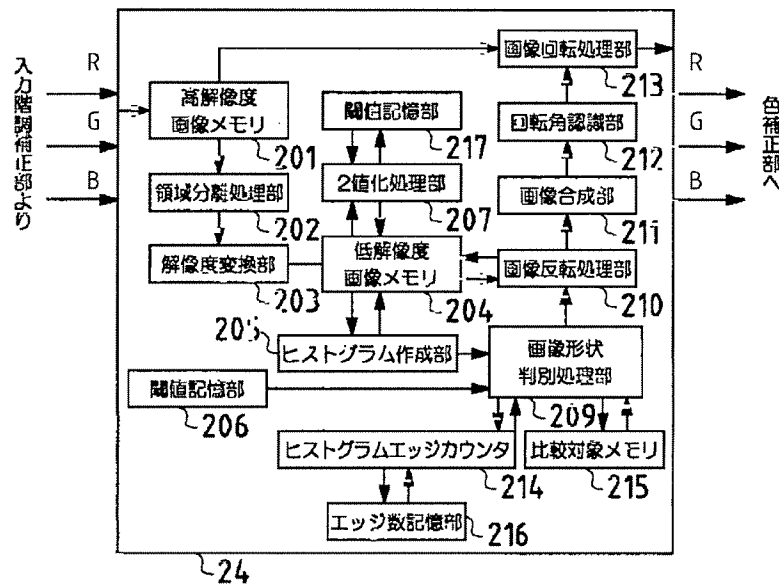 入力階調補正部より
R
G
B
高解像度
画像メモリ
201
領域分離処理部
202
解像度変換部
203
閾値記憶部
217
2値化処理部
207
低解像度
画像メモリ
204
205
ヒストグラム作成部
閾値記憶部
206
画像回転処理部
213
回転角認識部
212
画像合成部
211
画像反転処理部
210
画像形状
判別処理部
209
ヒストグラムエッジカウンタ
214
比較対象メモリ
215
エッジ数記憶部
216
24
R
G
B
色補正部へ